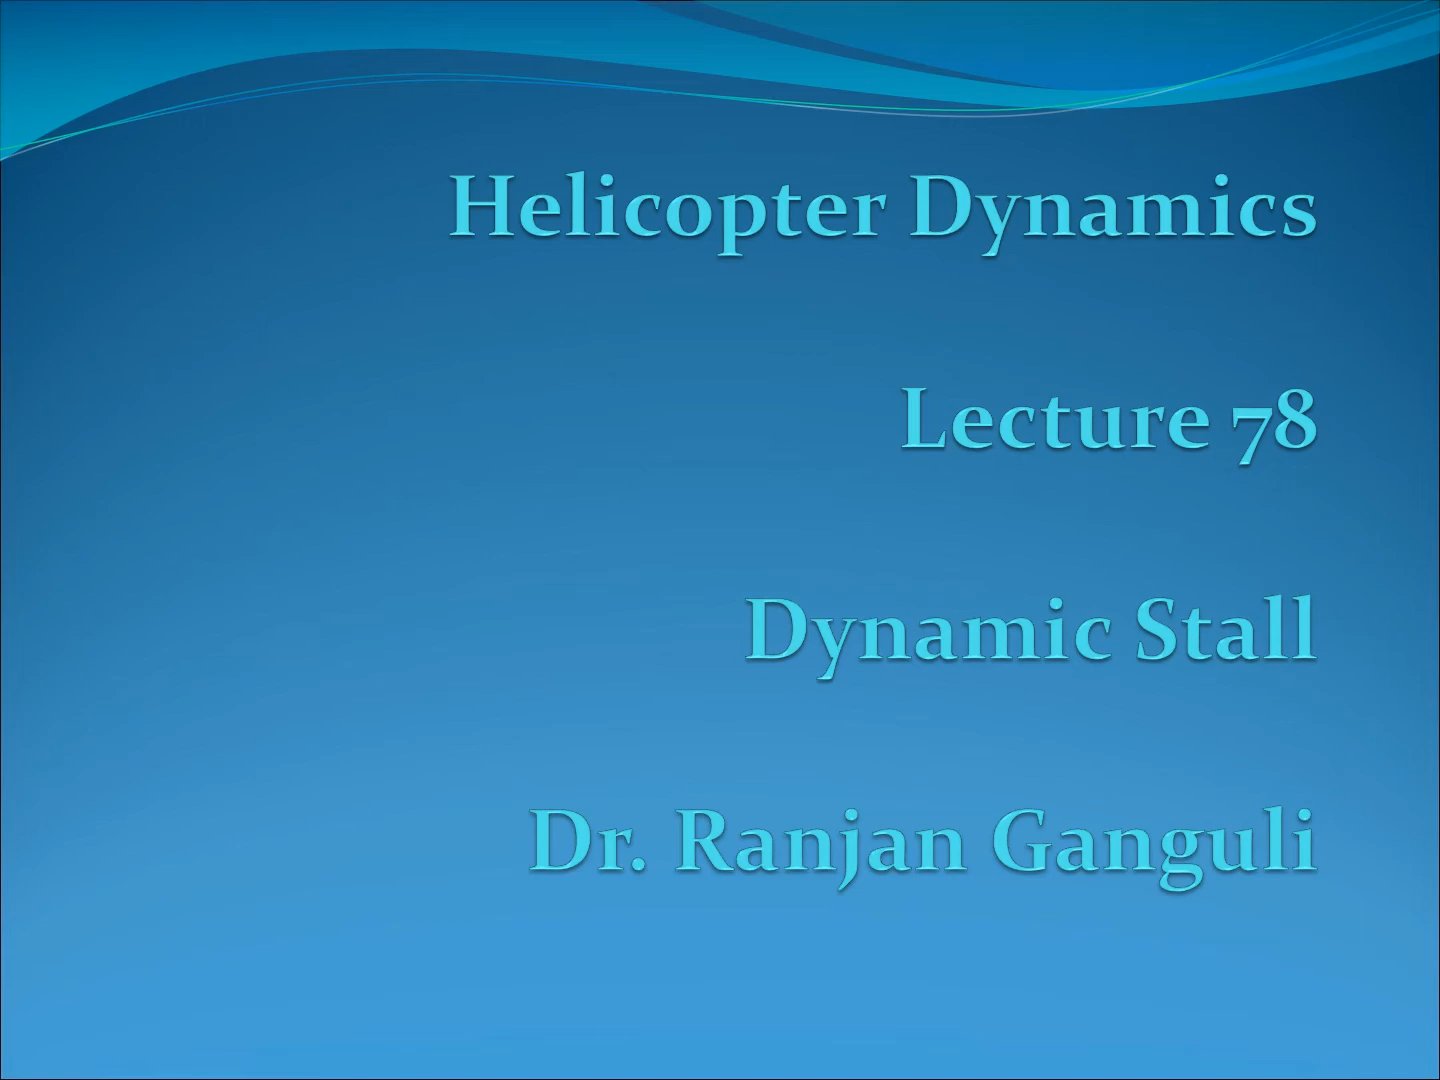 Helicopter Dynamics
Lecture 78
Dynamic Stall
Dr. Ranjan Ganguli